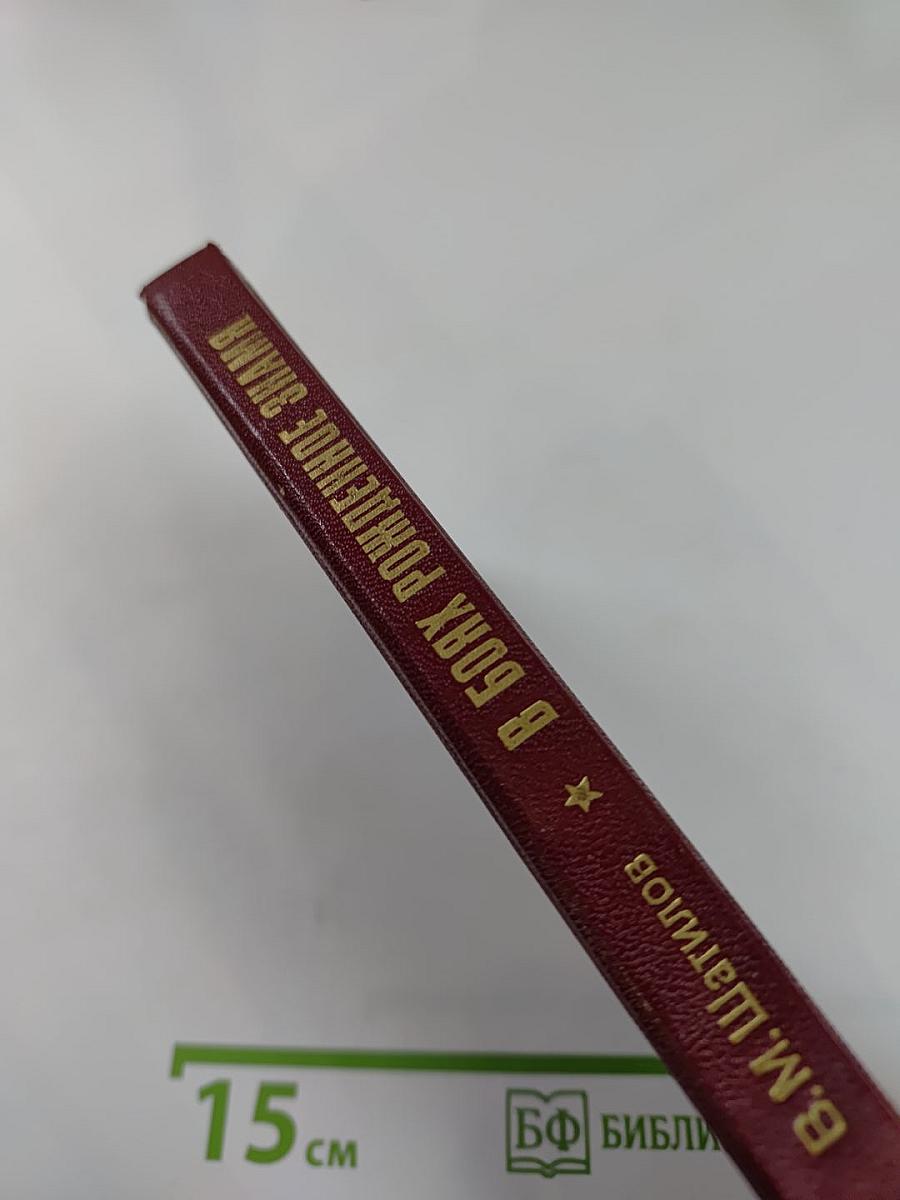 В. М. Шатилов ★ В БОЯХ РОЖДЕННОЕ ЗНАМЯ
15 см
БФ БИБЛИ